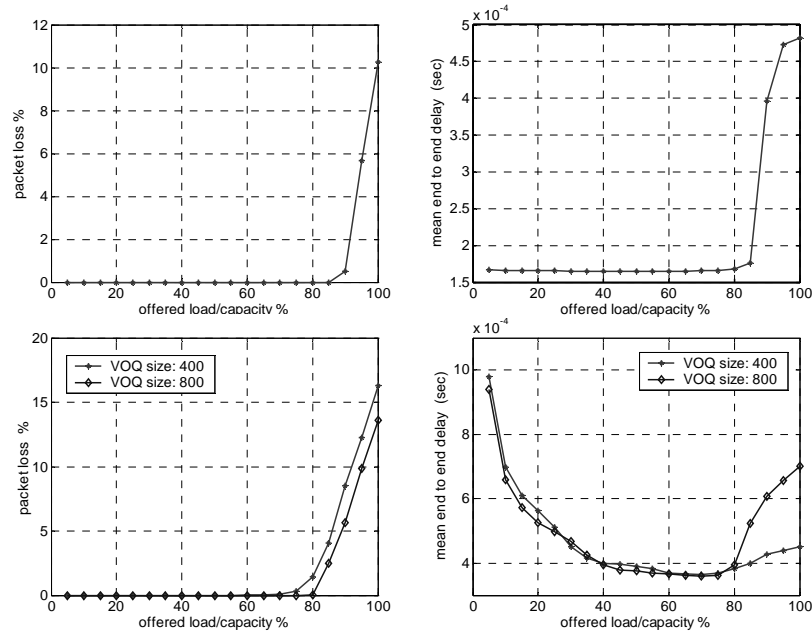 12
10
8
6
4
2
0
packet loss %
0 20 40 60 80 100
offered load/capacity %
x 10⁻⁴
5
4.5
4
3.5
3
2.5
2
1.5
mean end to end delay (sec)
0 20 40 60 80 100
offered load/capacity %
20
15
10
5
0
packet loss %
VOQ size: 400
VOQ size: 800
0 20 40 60 80 100
offered load/capacity %
x 10⁻⁴
10
8
6
4
mean end to end delay (sec)
VOQ size: 400
VOQ size: 800
0 20 40 60 80 100
offered load/capacity %